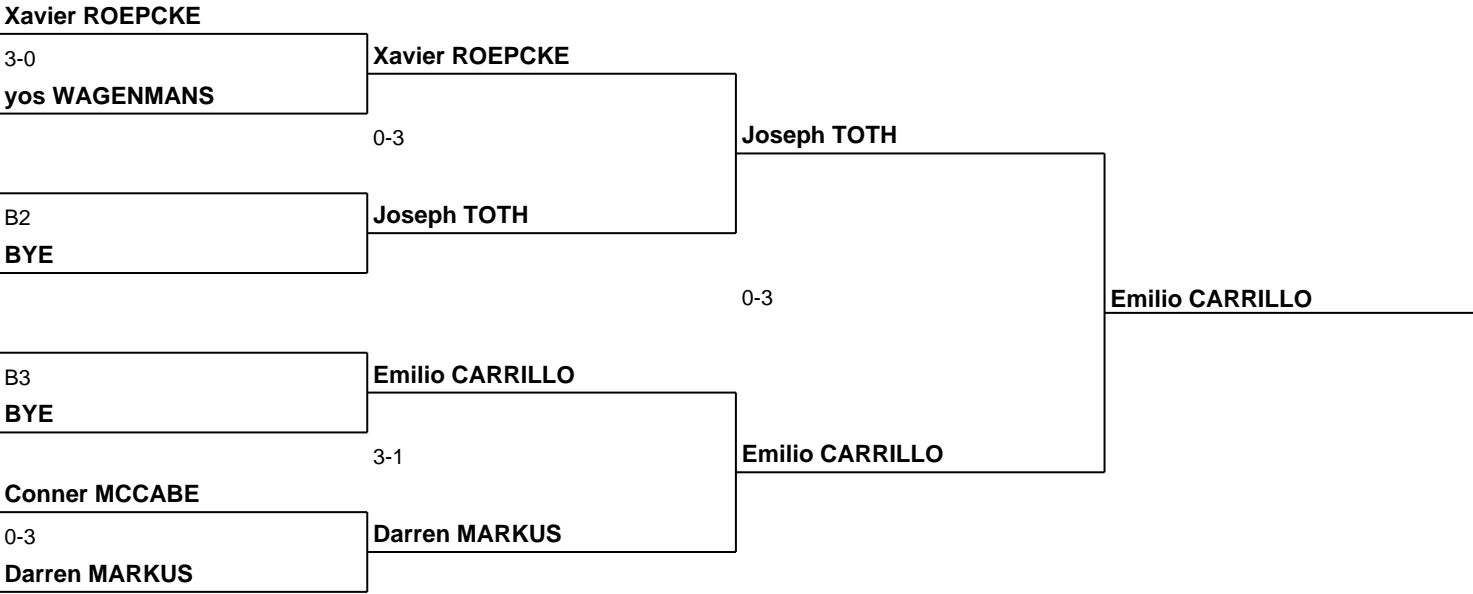 Xavier ROEPCKE
3-0
Xavier ROEPCKE
yos WAGENMANS
0-3
Joseph TOTH
B2
Joseph TOTH
BYE
0-3
Emilio CARRILLO
B3
Emilio CARRILLO
BYE
3-1
Emilio CARRILLO
Conner MCCABE
0-3
Darren MARKUS
Darren MARKUS